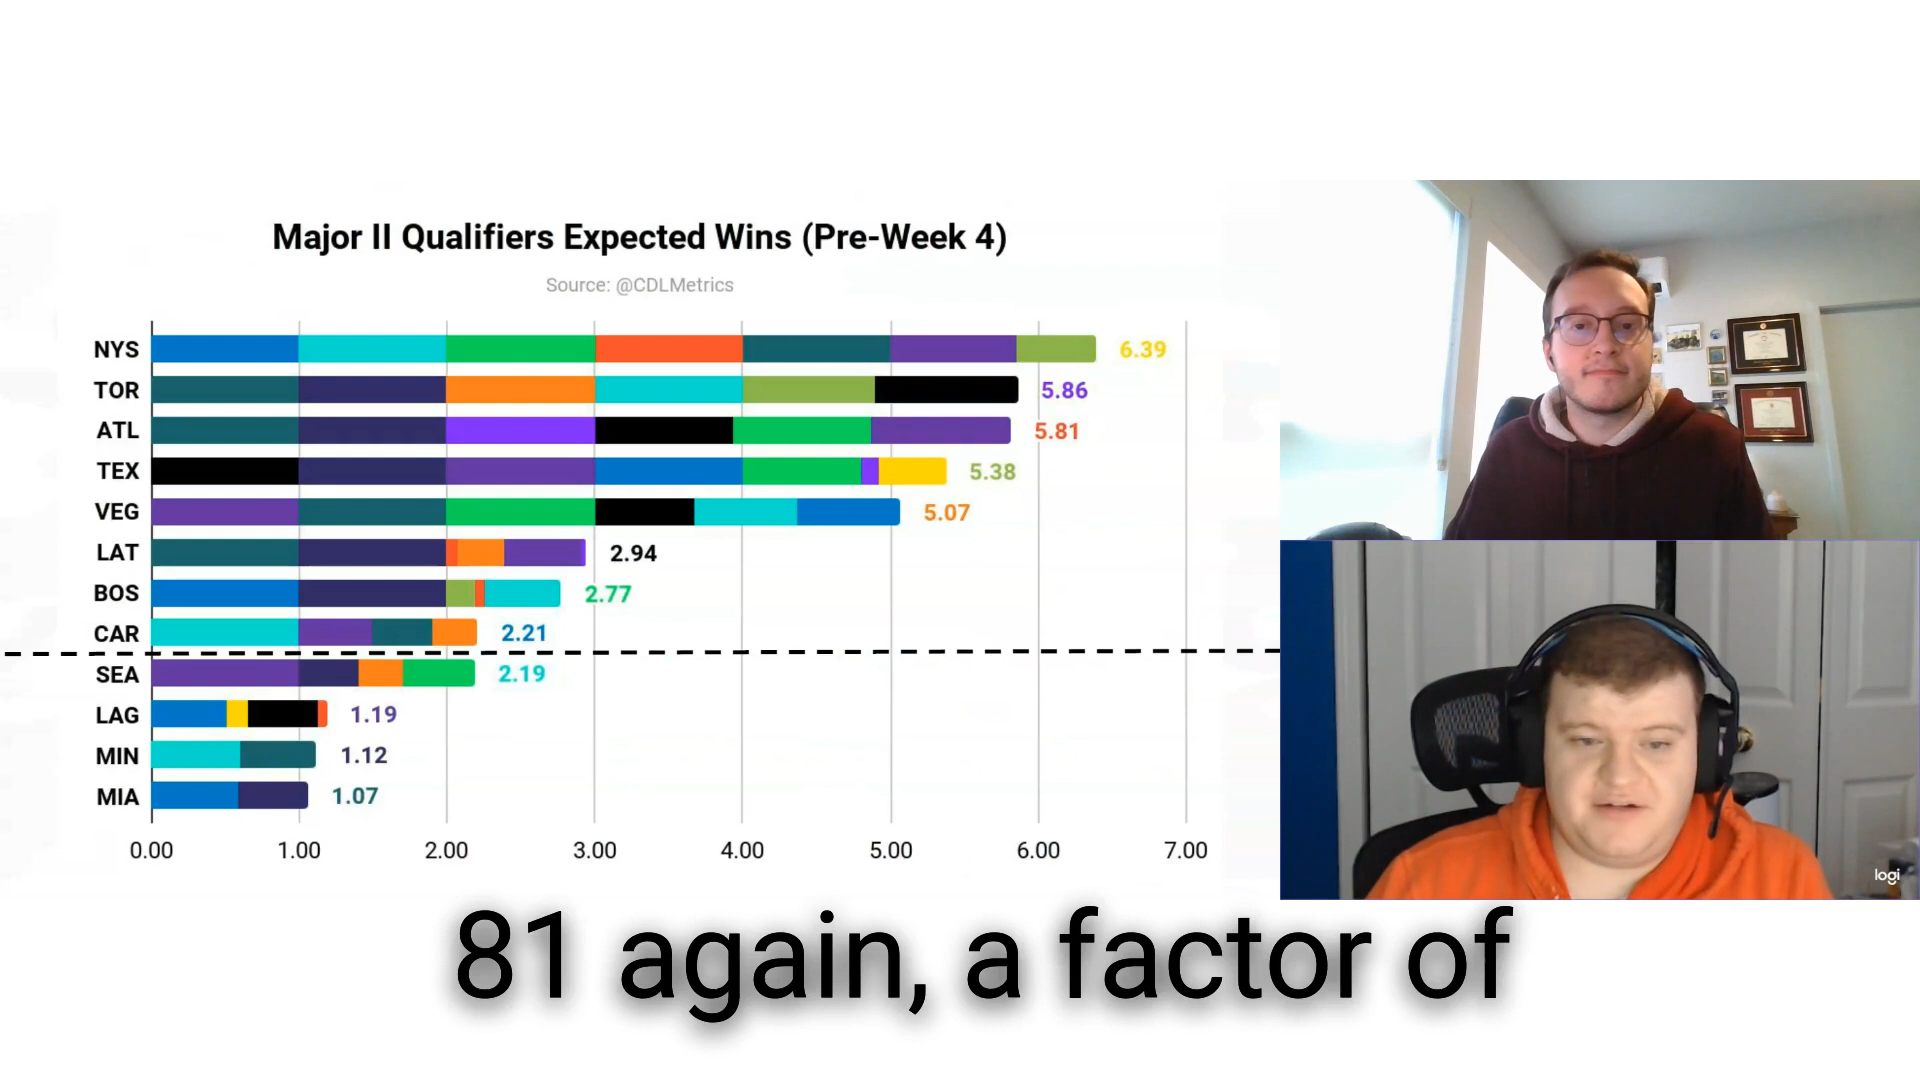 Major II Qualifiers Expected Wins (Pre-Week 4)
Source: @CDLMetrics
NYS 6.39
TOR 5.86
ATL 5.81
TEX 5.38
VEG 5.07
LAT 2.94
BOS 2.77
CAR 2.21
SEA 2.19
LAG 1.19
MIN 1.12
MIA 1.07
0.00 1.00 2.00 3.00 4.00 5.00 6.00 7.00
logi
81 again, a factor of